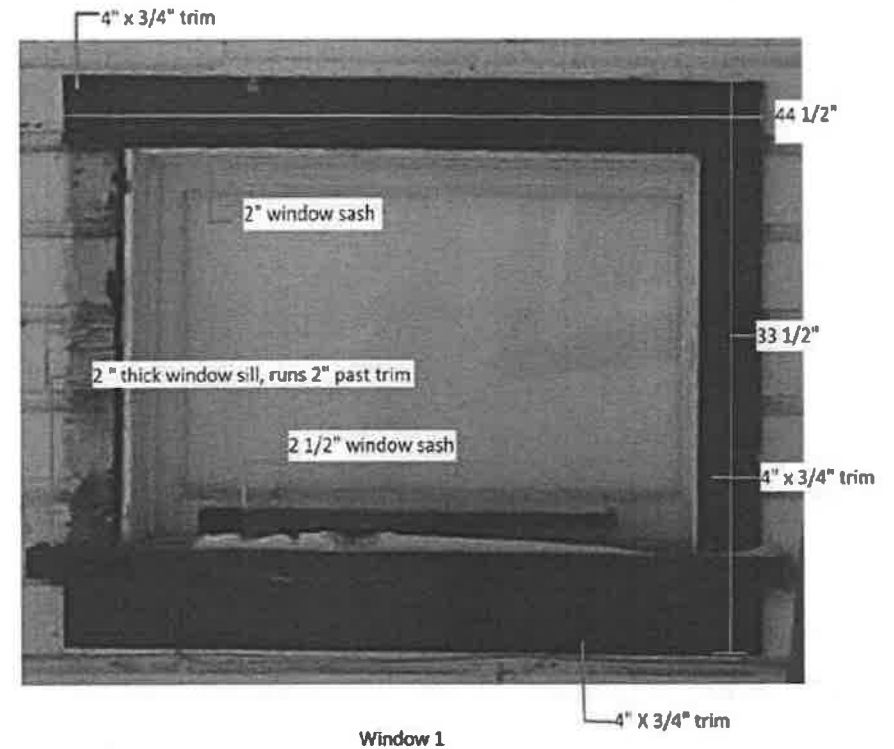 4" x 3/4" trim
44 1/2"
2" window sash
33 1/2"
2 " thick window sill, runs 2" past trim
2 1/2" window sash
4" x 3/4" trim
4" X 3/4" trim
Window 1